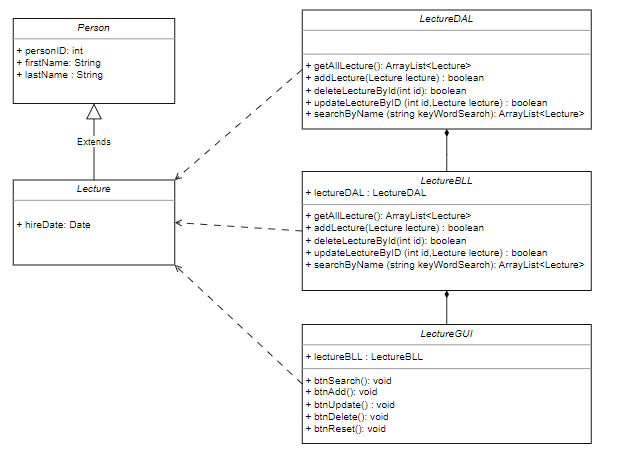 Person
+ personID: int
+ firstName: String
+ lastName : String
Extends
Lecture
+ hireDate: Date
LectureDAL
+ getAllLecture(): ArrayList<Lecture>
+ addLecture(Lecture lecture) : boolean
+ deleteLectureById(int id): boolean
+ updateLectureByID (int id,Lecture lecture) : boolean
+ searchByName (string keyWordSearch): ArrayList<Lecture>
LectureBLL
+ lectureDAL : LectureDAL
+ getAllLecture(): ArrayList<Lecture>
+ addLecture(Lecture lecture) : boolean
+ deleteLectureById(int id): boolean
+ updateLectureByID (int id,Lecture lecture) : boolean
+ searchByName (string keyWordSearch): ArrayList<Lecture>
LectureGUI
+ lectureBLL : LectureBLL
+ btnSearch(): void
+ btnAdd(): void
+ btnUpdate() : void
+ btnDelete(): void
+ btnReset(): void